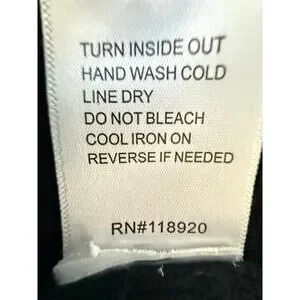 TURN INSIDE OUT
HAND WASH COLD
LINE DRY
DO NOT BLEACH
COOL IRON ON
REVERSE IF NEEDED
RN#118920